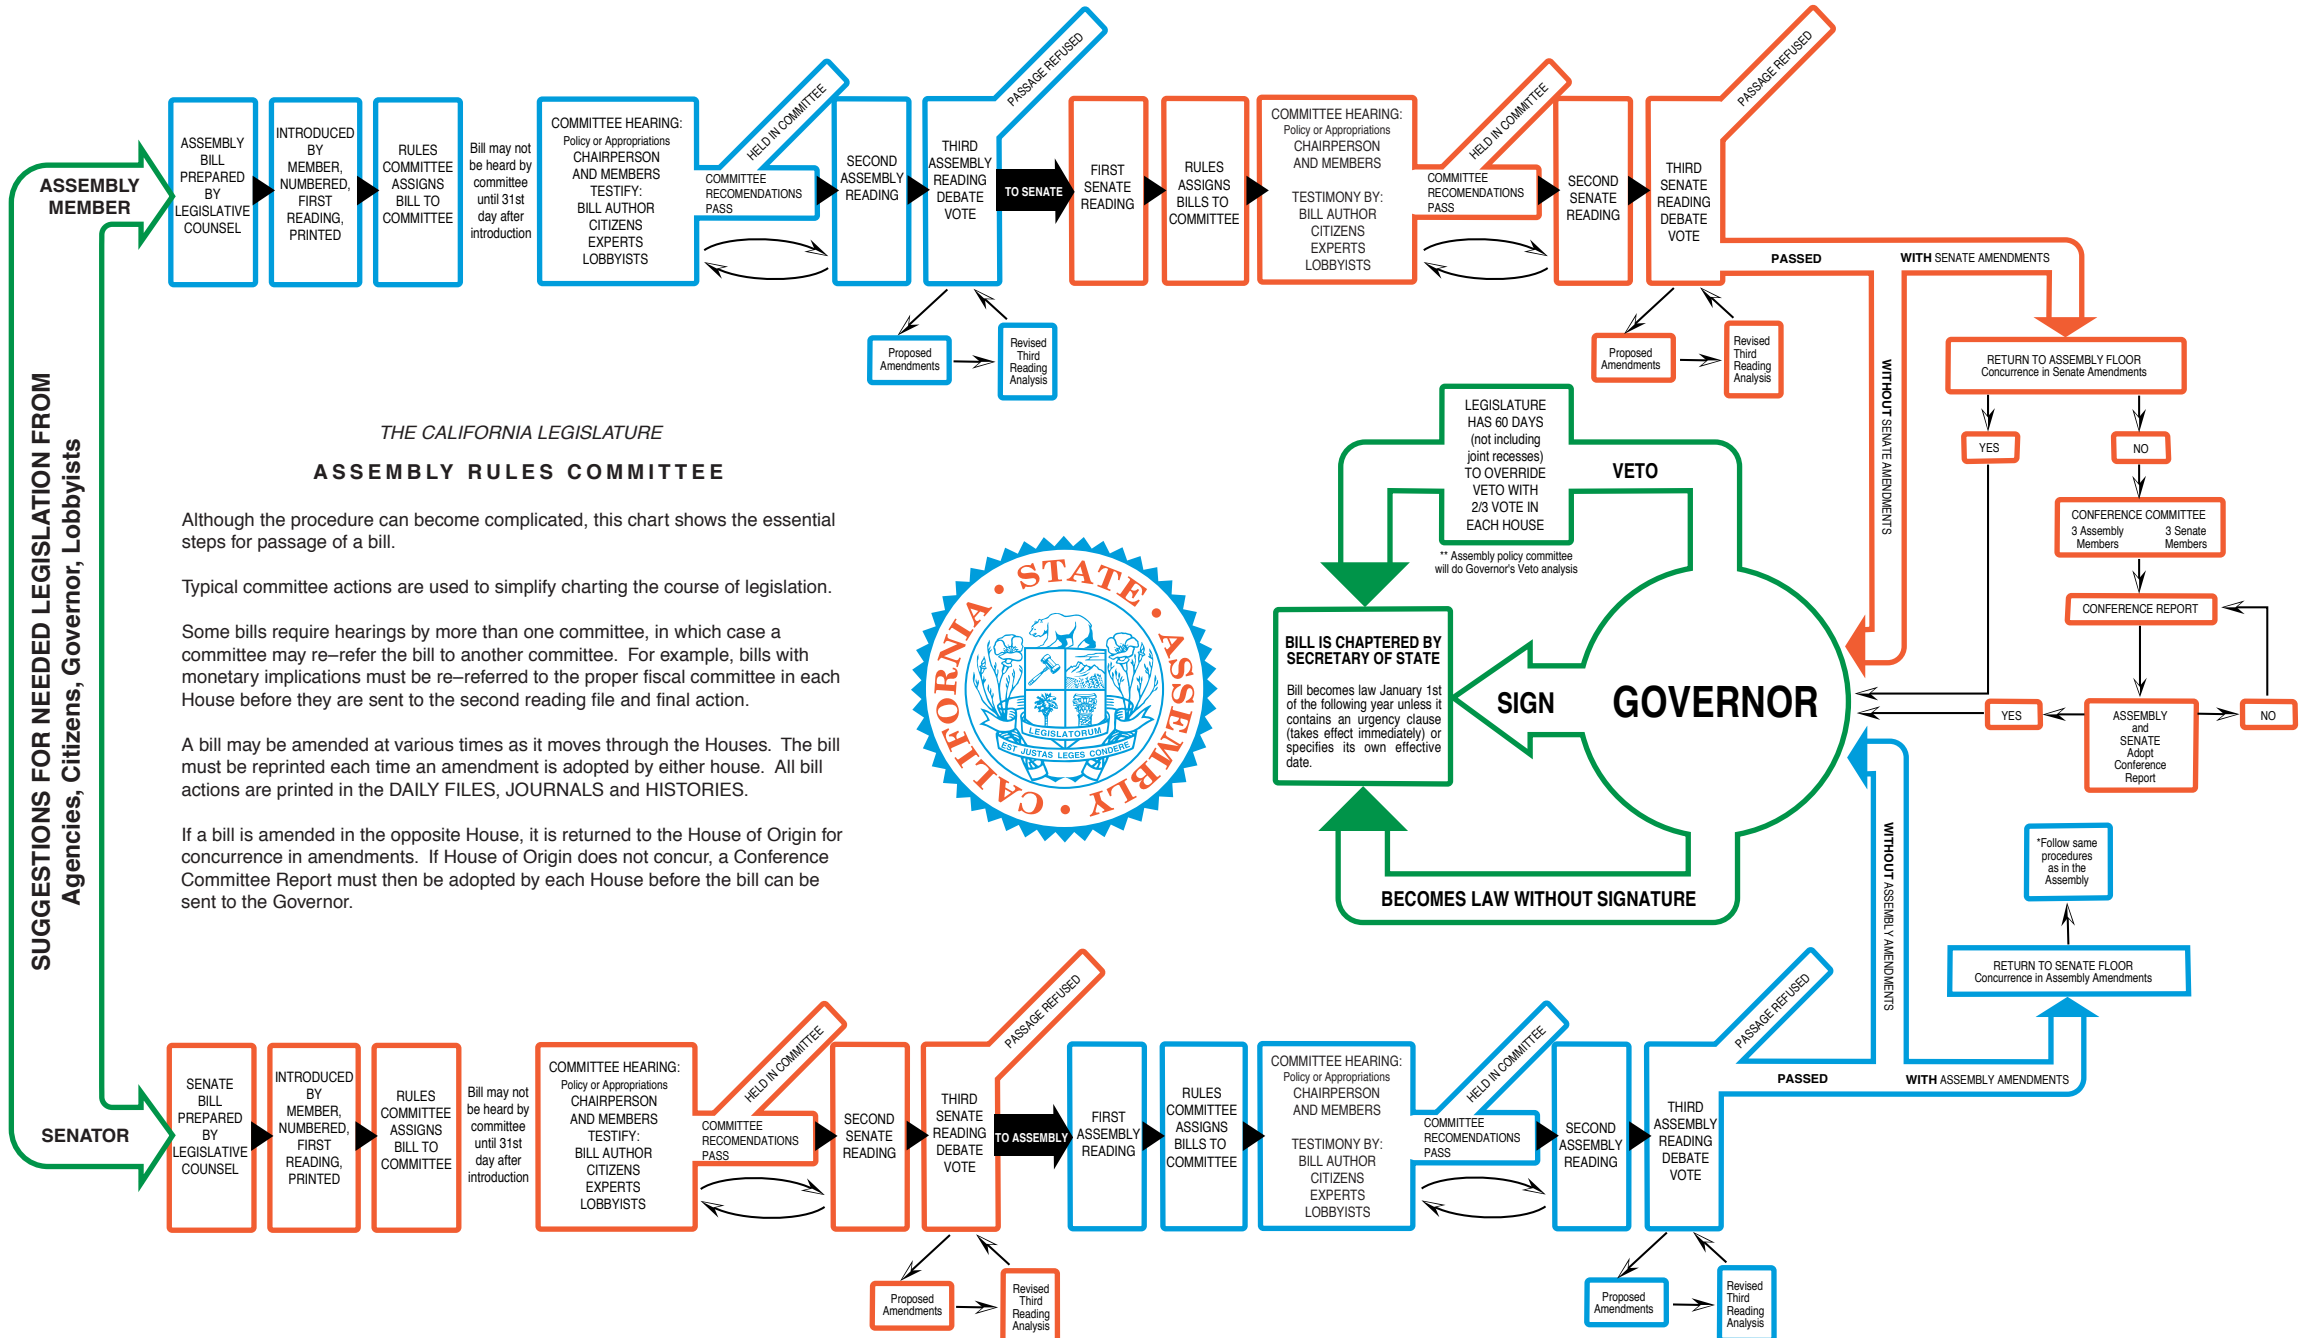 SUGGESTIONS FOR NEEDED LEGISLATION FROM
Agencies, Citizens, Governor, Lobbyists
ASSEMBLY
MEMBER
ASSEMBLY
BILL
PREPARED
BY
LEGISLATIVE
COUNSEL
INTRODUCED
BY
MEMBER,
NUMBERED,
FIRST
READING,
PRINTED
RULES
COMMITTEE
ASSIGNS
BILL TO
COMMITTEE
Bill may not
be heard by
committee
until 31st
day after
introduction
COMMITTEE HEARING:
Policy or Appropriations
CHAIRPERSON
AND MEMBERS
TESTIFY:
BILL AUTHOR
CITIZENS
EXPERTS
LOBBYISTS
HELD IN COMMITTEE
COMMITTEE
RECOMENDATIONS
PASS
SECOND
ASSEMBLY
READING
THIRD
ASSEMBLY
READING
DEBATE
VOTE
PASSAGE REFUSED
Proposed
Amendments
Revised
Third
Reading
Analysis
TO SENATE
FIRST
SENATE
READING
RULES
ASSIGNS
BILLS TO
COMMITTEE
COMMITTEE HEARING:
Policy or Appropriations
CHAIRPERSON
AND MEMBERS
TESTIMONY BY:
BILL AUTHOR
CITIZENS
EXPERTS
LOBBYISTS
HELD IN COMMITTEE
COMMITTEE
RECOMENDATIONS
PASS
SECOND
SENATE
READING
THIRD
SENATE
READING
DEBATE
VOTE
PASSAGE REFUSED
Proposed
Amendments
Revised
Third
Reading
Analysis
PASSED
WITH SENATE AMENDMENTS
WITHOUT SENATE AMENDMENTS
RETURN TO ASSEMBLY FLOOR
Concurrence in Senate Amendments
YES
NO
CONFERENCE COMMITTEE
3 Assembly 3 Senate
Members Members
CONFERENCE REPORT
YES
ASSEMBLY
and
SENATE
Adopt
Conference
Report
NO
THE CALIFORNIA LEGISLATURE
ASSEMBLY RULES COMMITTEE
Although the procedure can become complicated, this chart shows the essential
steps for passage of a bill.
Typical committee actions are used to simplify charting the course of legislation.
Some bills require hearings by more than one committee, in which case a
committee may re–refer the bill to another committee. For example, bills with
monetary implications must be re–referred to the proper fiscal committee in each
House before they are sent to the second reading file and final action.
A bill may be amended at various times as it moves through the Houses. The bill
must be reprinted each time an amendment is adopted by either house. All bill
actions are printed in the DAILY FILES, JOURNALS and HISTORIES.
If a bill is amended in the opposite House, it is returned to the House of Origin for
concurrence in amendments. If House of Origin does not concur, a Conference
Committee Report must then be adopted by each House before the bill can be
sent to the Governor.
CALIFORNIA • STATE • ASSEMBLY •
LEGISLATORUM
EST JUSTAS LEGES CONDERE
LEGISLATURE
HAS 60 DAYS
(not including
joint recesses)
TO OVERRIDE
VETO WITH
2/3 VOTE IN
EACH HOUSE
VETO
** Assembly policy committee
will do Governor's Veto analysis
BILL IS CHAPTERED BY
SECRETARY OF STATE
Bill becomes law January 1st
of the following year unless it
contains an urgency clause
(takes effect immediately) or
specifies its own effective
date.
SIGN
GOVERNOR
BECOMES LAW WITHOUT SIGNATURE
SENATOR
SENATE
BILL
PREPARED
BY
LEGISLATIVE
COUNSEL
INTRODUCED
BY
MEMBER,
NUMBERED,
FIRST
READING,
PRINTED
RULES
COMMITTEE
ASSIGNS
BILL TO
COMMITTEE
Bill may not
be heard by
committee
until 31st
day after
introduction
COMMITTEE HEARING:
Policy or Appropriations
CHAIRPERSON
AND MEMBERS
TESTIFY:
BILL AUTHOR
CITIZENS
EXPERTS
LOBBYISTS
HELD IN COMMITTEE
COMMITTEE
RECOMENDATIONS
PASS
SECOND
SENATE
READING
THIRD
SENATE
READING
DEBATE
VOTE
PASSAGE REFUSED
Proposed
Amendments
Revised
Third
Reading
Analysis
TO ASSEMBLY
FIRST
ASSEMBLY
READING
RULES
COMMITTEE
ASSIGNS
BILLS TO
COMMITTEE
COMMITTEE HEARING:
Policy or Appropriations
CHAIRPERSON
AND MEMBERS
TESTIMONY BY:
BILL AUTHOR
CITIZENS
EXPERTS
LOBBYISTS
HELD IN COMMITTEE
COMMITTEE
RECOMENDATIONS
PASS
SECOND
ASSEMBLY
READING
THIRD
ASSEMBLY
READING
DEBATE
VOTE
PASSAGE REFUSED
Proposed
Amendments
Revised
Third
Reading
Analysis
PASSED
WITH ASSEMBLY AMENDMENTS
WITHOUT ASSEMBLY AMENDMENTS
RETURN TO SENATE FLOOR
Concurrence in Assembly Amendments
*Follow same
procedures
as in the
Assembly